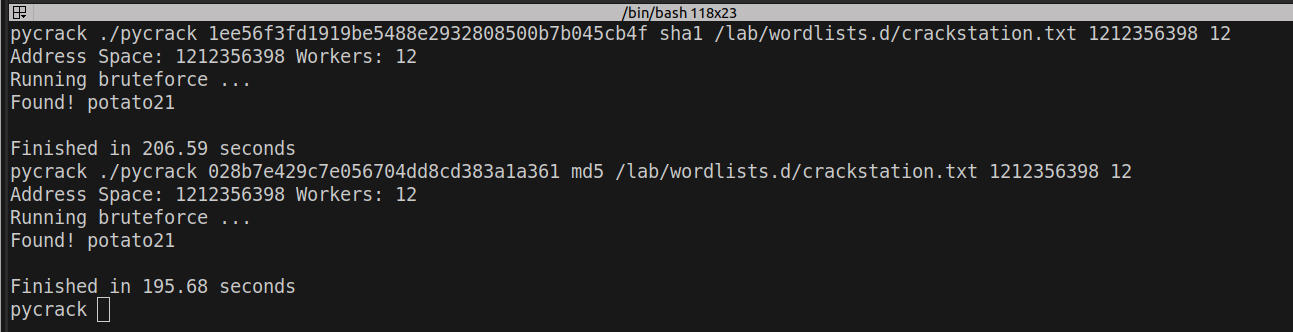 /bin/bash 118x23
pycrack ./pycrack 1ee56f3fd1919be5488e2932808500b7b045cb4f sha1 /lab/wordlists.d/crackstation.txt 1212356398 12
Address Space: 1212356398 Workers: 12
Running bruteforce ...
Found! potato21
Finished in 206.59 seconds
pycrack ./pycrack 028b7e429c7e056704dd8cd383a1a361 md5 /lab/wordlists.d/crackstation.txt 1212356398 12
Address Space: 1212356398 Workers: 12
Running bruteforce ...
Found! potato21
Finished in 195.68 seconds
pycrack